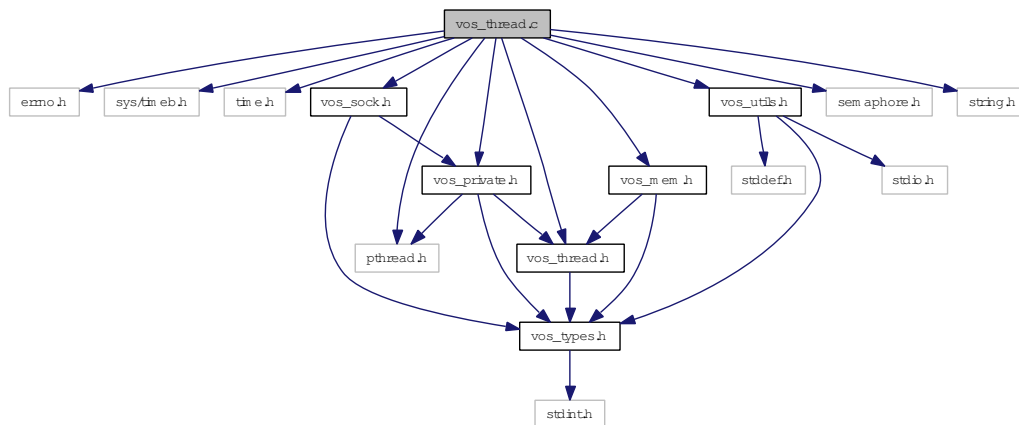 vos_thread.c
errno.h
sys/timeb.h
time.h
vos_sock.h
vos_utils.h
semaphore.h
string.h
vos_private.h
vos_mem.h
stddef.h
stdio.h
pthread.h
vos_thread.h
vos_types.h
stdint.h